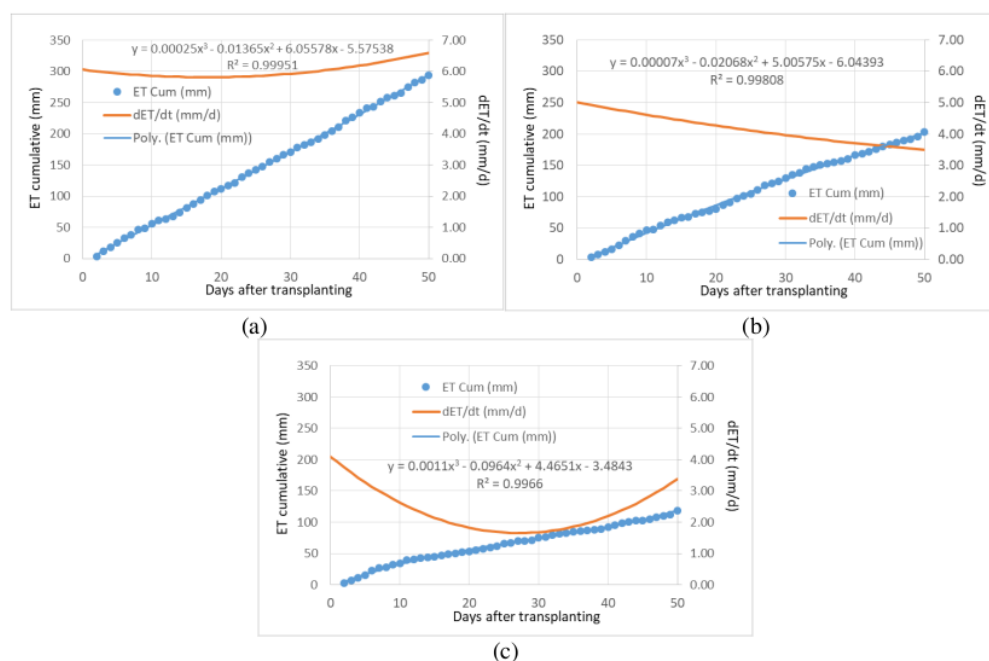 y = 0.00025x³ - 0.01365x² + 6.05578x - 5.57538
R² = 0.99951
ET Cum (mm)
dET/dt (mm/d)
Poly. (ET Cum (mm))
ET cumulative (mm)
350
300
250
200
150
100
50
0
7.00
6.00
5.00
4.00
3.00
2.00
1.00
0.00
dET/dt (mm/d)
0 10 20 30 40 50
Days after transplanting
(a)
y = 0.00007x³ - 0.02068x² + 5.00575x - 6.04393
R² = 0.99808
ET Cum (mm)
dET/dt (mm/d)
Poly. (ET Cum (mm))
ET cumulative (mm)
350
300
250
200
150
100
50
0
7.00
6.00
5.00
4.00
3.00
2.00
1.00
0.00
dET/dt (mm/d)
0 10 20 30 40 50
Days after transplanting
(b)
ET Cum (mm)
dET/dt (mm/d)
Poly. (ET Cum (mm))
y = 0.0011x³ - 0.0964x² + 4.4651x - 3.4843
R² = 0.9966
ET cumulative (mm)
350
300
250
200
150
100
50
0
7.00
6.00
5.00
4.00
3.00
2.00
1.00
0.00
dET/dt (mm/d)
0 10 20 30 40 50
Days after transplanting
(c)